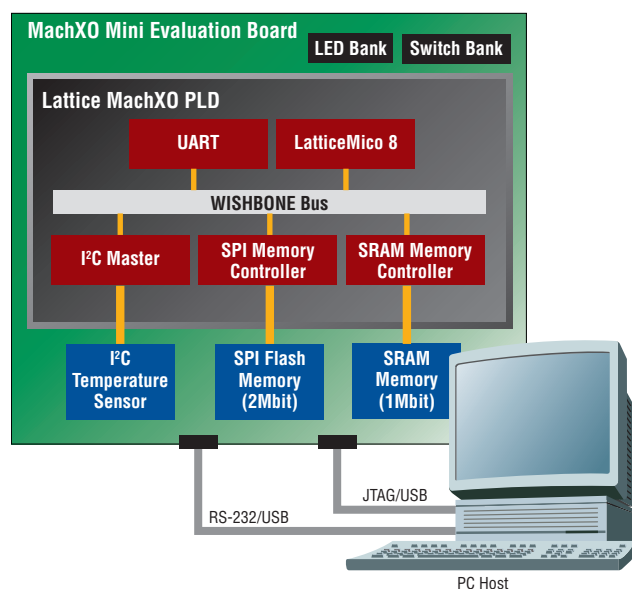 MachXO Mini Evaluation Board
LED Bank
Switch Bank
Lattice MachXO PLD
UART
LatticeMico 8
WISHBONE Bus
I²C Master
SPI Memory
Controller
SRAM Memory
Controller
I²C
Temperature
Sensor
SPI Flash
Memory
(2Mbit)
SRAM
Memory
(1Mbit)
JTAG/USB
RS-232/USB
PC Host